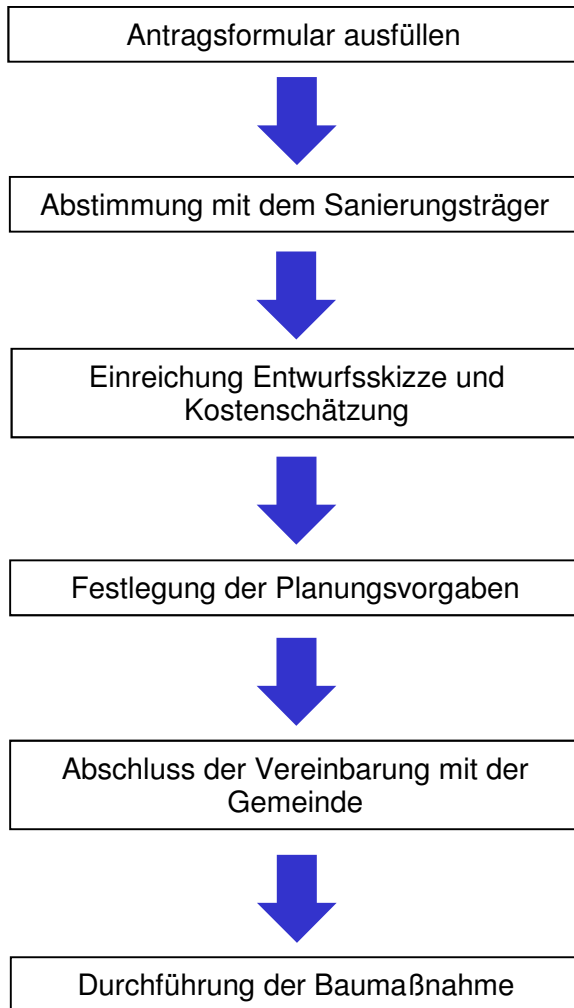 Antragsformular ausfüllen
Abstimmung mit dem Sanierungsträger
Einreichung Entwurfsskizze und
Kostenschätzung
Festlegung der Planungsvorgaben
Abschluss der Vereinbarung mit der
Gemeinde
Durchführung der Baumaßnahme